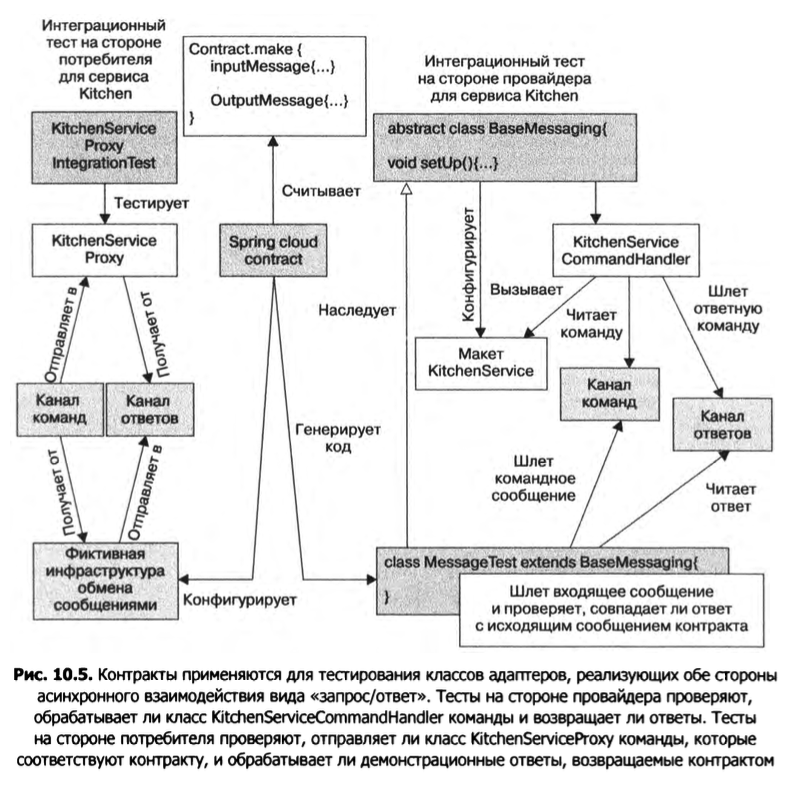 Интеграционный
тест на стороне
потребителя
для сервиса
Kitchen
KitchenService
Proxy
IntegrationTest
Тестирует
KitchenService
Proxy
Отправляет в
Получает от
Канал
команд
Канал
ответов
Получает от
Отправляет в
Фиктивная
инфраструктура
обмена
сообщениями
Contract.make {
inputMessage{...}
OutputMessage{...}
}
Считывает
Spring cloud
contract
Генерирует
код
Конфигурирует
Интеграционный тест
на стороне провайдера
для сервиса Kitchen
abstract class BaseMessaging{
void setUp(){...}
Наследует
Конфигурирует
KitchenService
CommandHandler
Вызывает
Читает
команду
Шлет
ответную
команду
Макет
KitchenService
Канал
команд
Канал
ответов
Шлет
командное
сообщение
Читает
ответ
class MessageTest extends BaseMessaging{
}
Шлет входящее сообщение
и проверяет, совпадает ли ответ
с исходящим сообщением контракта
Рис. 10.5. Контракты применяются для тестирования классов адаптеров, реализующих обе стороны
асинхронного взаимодействия вида «запрос/ответ». Тесты на стороне провайдера проверяют,
обрабатывает ли класс KitchenServiceCommandHandler команды и возвращает ли ответы. Тесты
на стороне потребителя проверяют, отправляет ли класс KitchenServiceProxy команды, которые
соответствуют контракту, и обрабатывает ли демонстрационные ответы, возвращаемые контрактом